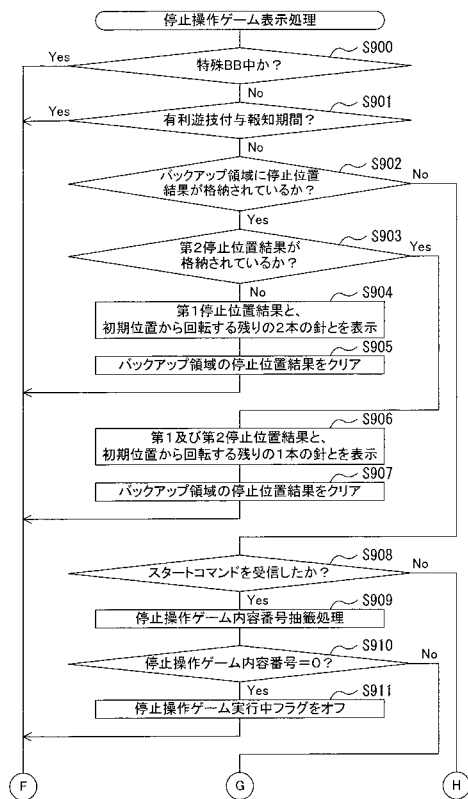 停止操作ゲーム表示処理
S900
Yes
特殊BB中か?
No
S901
Yes
有利遊技付与報知期間?
No
S902
バックアップ領域に停止位置
結果が格納されているか?
No
Yes
S903
第2停止位置結果が
格納されているか?
Yes
No
S904
第1停止位置結果と、
初期位置から回転する残りの2本の針とを表示
S905
バックアップ領域の停止位置結果をクリア
S906
第1及び第2停止位置結果と、
初期位置から回転する残りの1本の針とを表示
S907
バックアップ領域の停止位置結果をクリア
S908
スタートコマンドを受信したか?
No
Yes
S909
停止操作ゲーム内容番号抽籤処理
S910
停止操作ゲーム内容番号=0?
No
Yes
S911
停止操作ゲーム実行中フラグをオフ
F
G
H